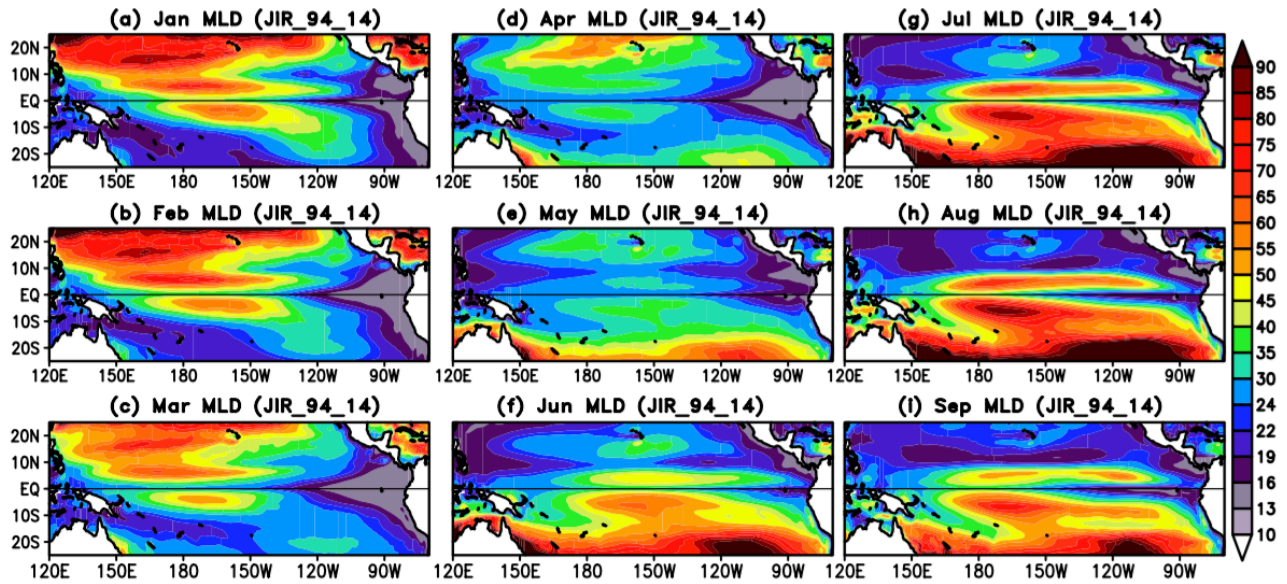 (a) Jan MLD (JIR_94_14)
20N
10N
EQ
10S
20S
120E 150E 180 150W 120W 90W
(b) Feb MLD (JIR_94_14)
20N
10N
EQ
10S
20S
120E 150E 180 150W 120W 90W
(c) Mar MLD (JIR_94_14)
20N
10N
EQ
10S
20S
120E 150E 180 150W 120W 90W
(d) Apr MLD (JIR_94_14)
120E 150E 180 150W 120W 90W
(e) May MLD (JIR_94_14)
120E 150E 180 150W 120W 90W
(f) Jun MLD (JIR_94_14)
120E 150E 180 150W 120W 90W
(g) Jul MLD (JIR_94_14)
120E 150E 180 150W 120W 90W
(h) Aug MLD (JIR_94_14)
120E 150E 180 150W 120W 90W
(i) Sep MLD (JIR_94_14)
120E 150E 180 150W 120W 90W
90
85
80
75
70
65
60
55
50
45
40
35
30
24
22
19
16
13
10